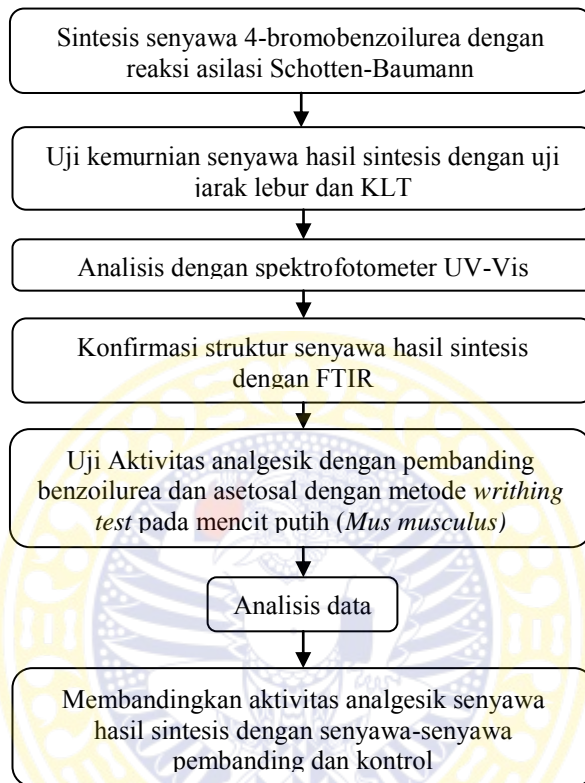 Sintesis senyawa 4-bromobenzoilurea dengan
reaksi asilasi Schotten-Baumann
Uji kemurnian senyawa hasil sintesis dengan uji
jarak lebur dan KLT
Analisis dengan spektrofotometer UV-Vis
Konfirmasi struktur senyawa hasil sintesis
dengan FTIR
Uji Aktivitas analgesik dengan pembanding
benzoilurea dan asetosal dengan metode writhing
test pada mencit putih (Mus musculus)
Analisis data
Membandingkan aktivitas analgesik senyawa
hasil sintesis dengan senyawa-senyawa
pembanding dan kontrol